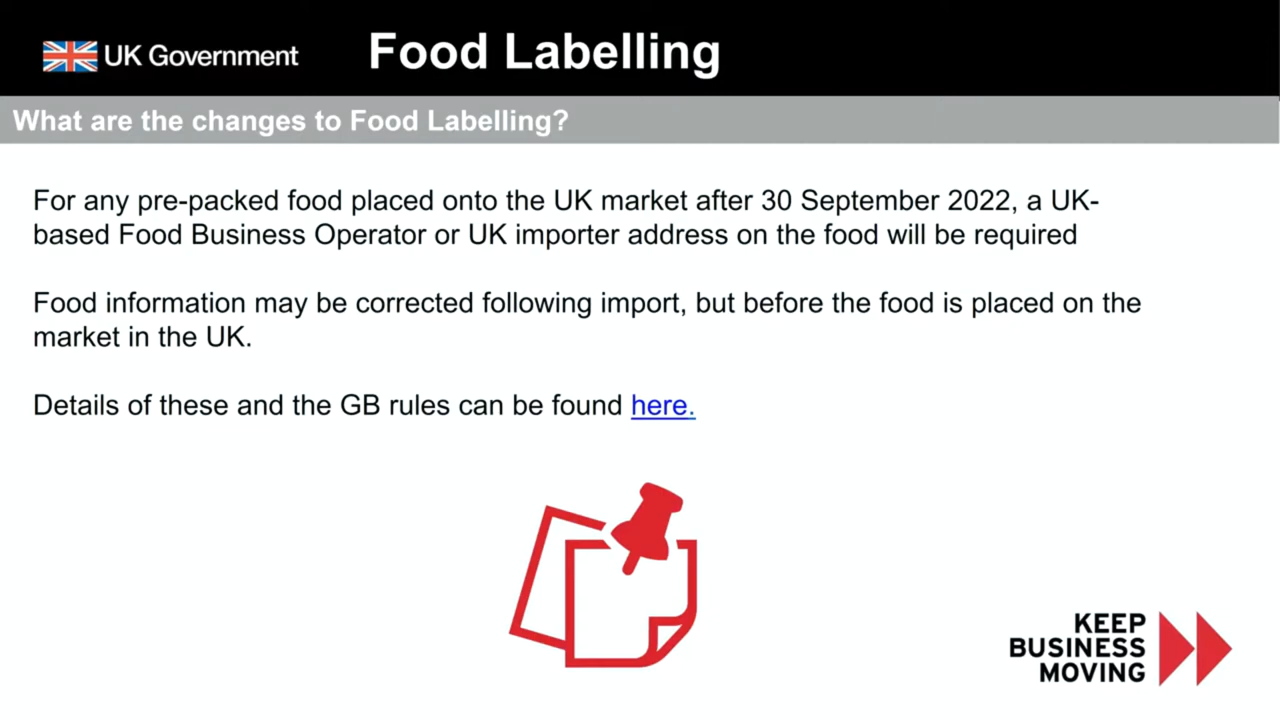 UK Government
Food Labelling
What are the changes to Food Labelling?
For any pre-packed food placed onto the UK market after 30 September 2022, a UK-
based Food Business Operator or UK importer address on the food will be required
Food information may be corrected following import, but before the food is placed on the
market in the UK.
Details of these and the GB rules can be found here.
KEEP
BUSINESS
MOVING